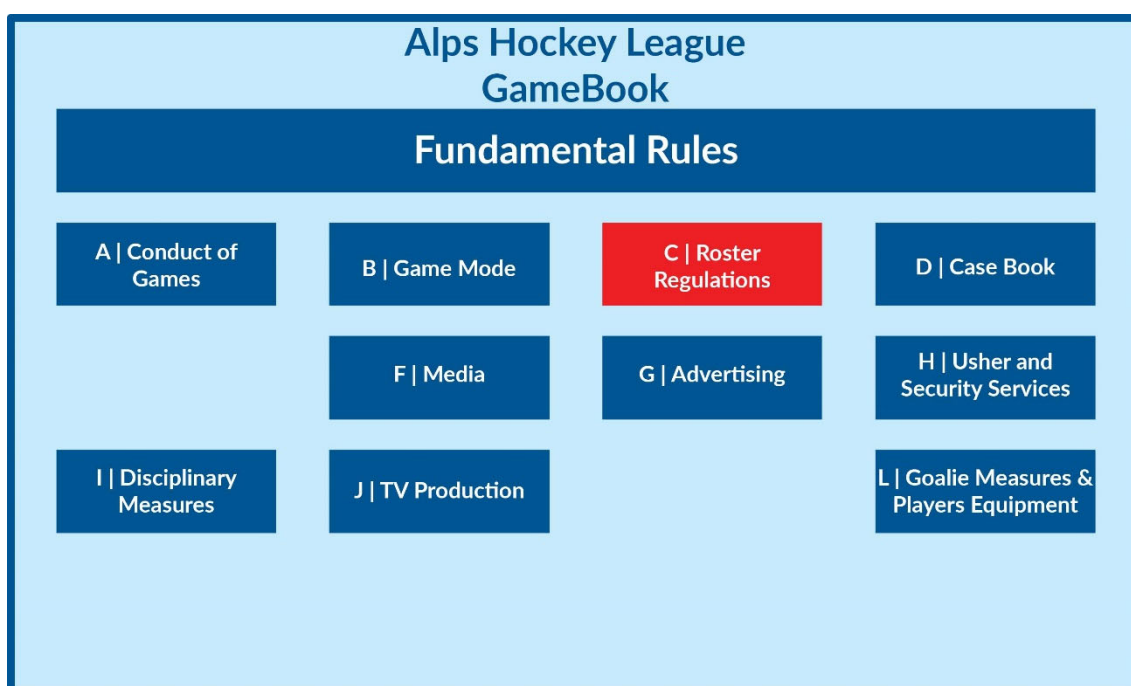 Alps Hockey League
GameBook
Fundamental Rules
A | Conduct of
Games
B | Game Mode
C | Roster
Regulations
D | Case Book
F | Media
G | Advertising
H | Usher and
Security Services
I | Disciplinary
Measures
J | TV Production
L | Goalie Measures &
Players Equipment